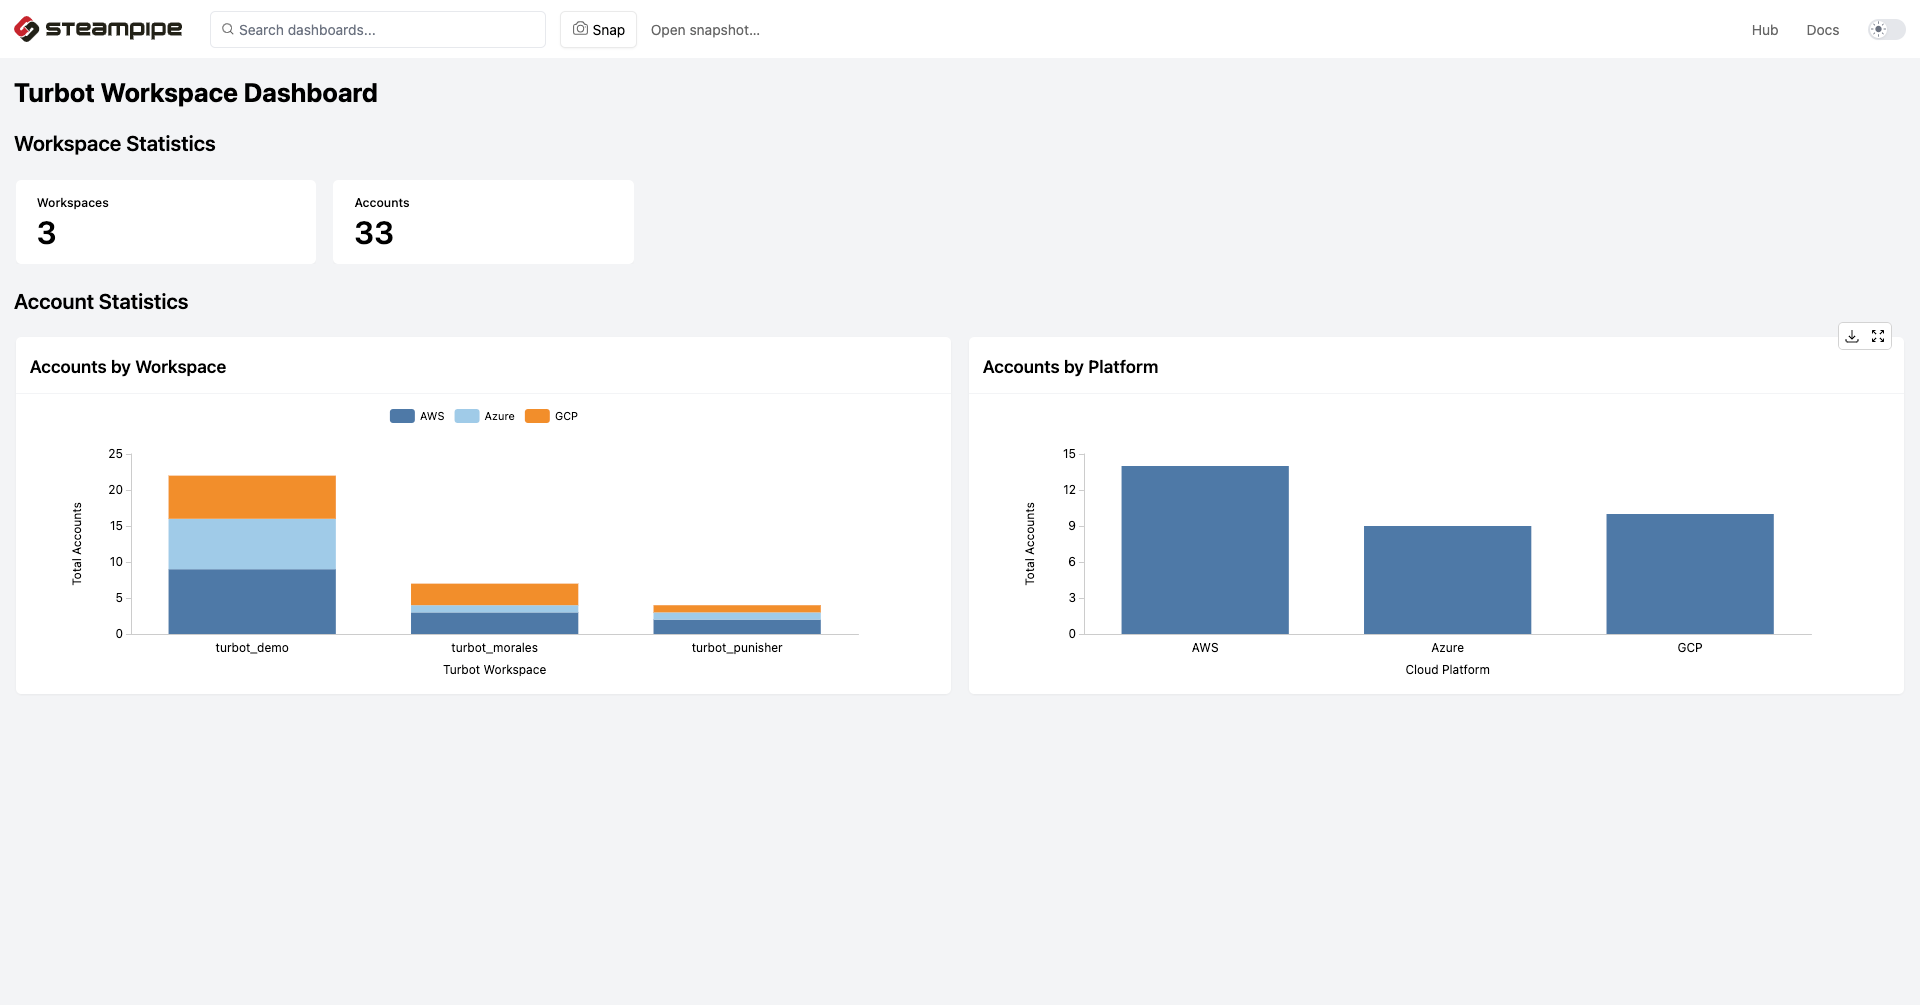 steampipe
Search dashboards...
Snap
Open snapshot...
Hub
Docs
Turbot Workspace Dashboard
Workspace Statistics
Workspaces
3
Accounts
33
Account Statistics
Accounts by Workspace
AWS Azure GCP
25
20
15
10
5
0
Total Accounts
turbot_demo turbot_morales turbot_punisher
Turbot Workspace
Accounts by Platform
15
12
9
6
3
0
Total Accounts
AWS Azure GCP
Cloud Platform